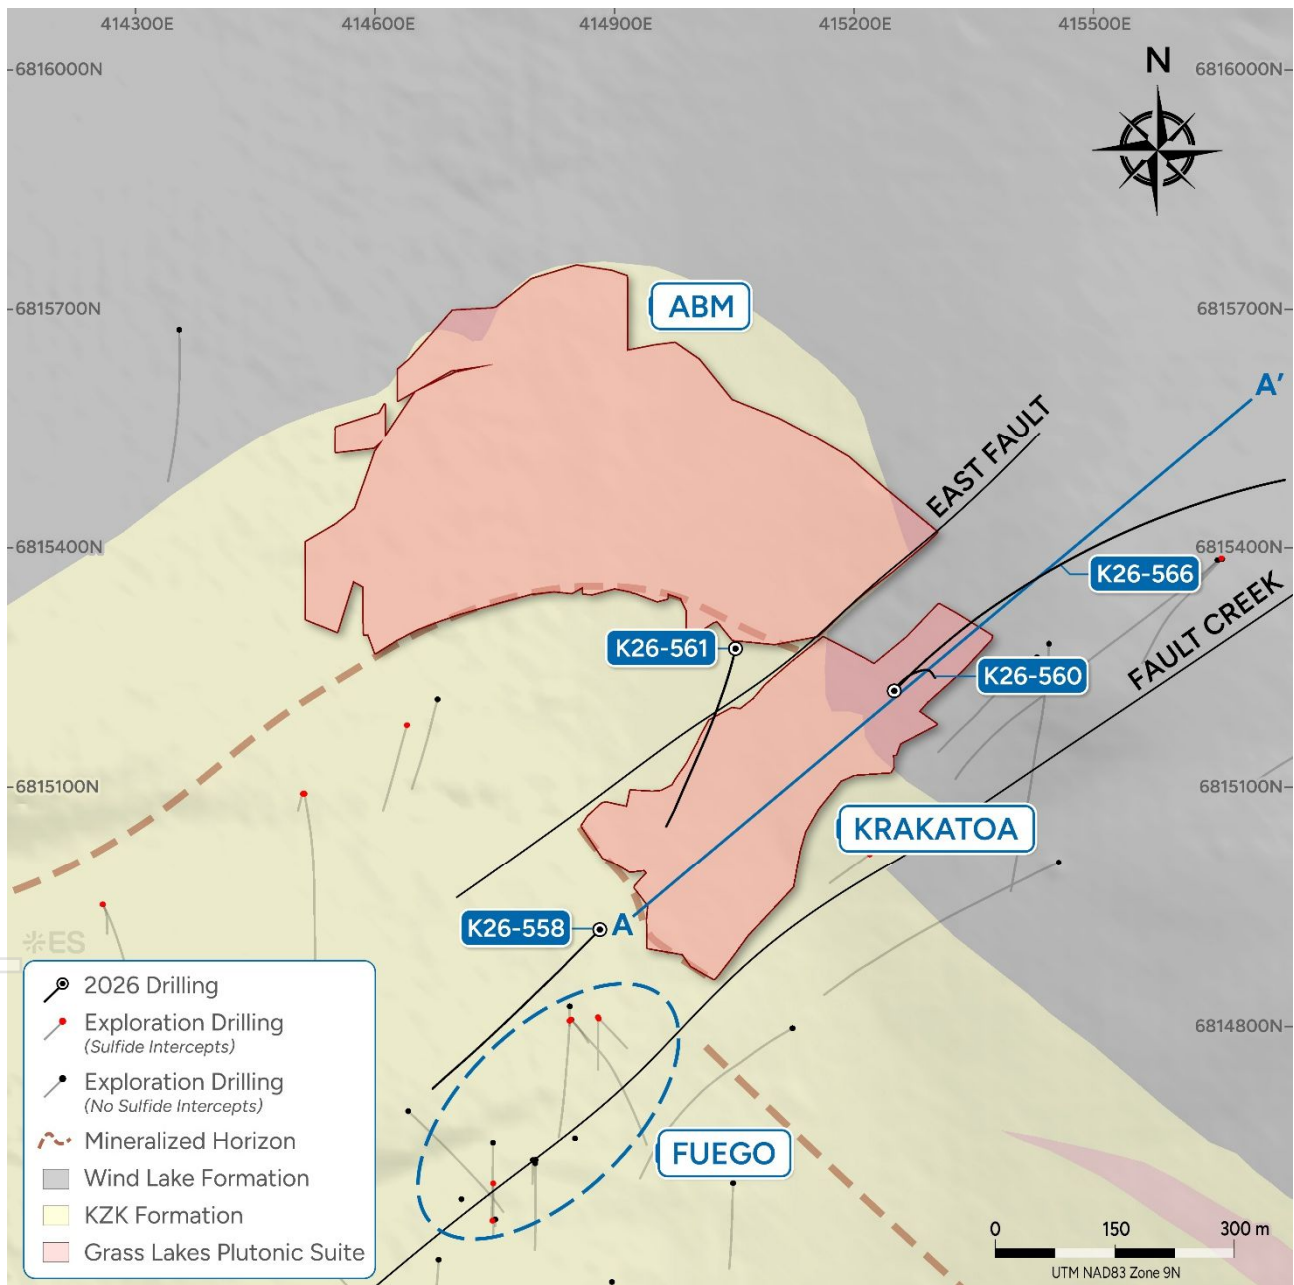 414300E 414600E 414900E 415200E 415500E
6816000N 6816000N
N
6815700N 6815700N
ABM
A'
EAST FAULT
6815400N 6815400N
K26-566
FAULT CREEK
K26-561
K26-560
6815100N 6815100N
KRAKATOA
K26-558 A
ES
6814800N
FUEGO
2026 Drilling
Exploration Drilling
(Sulfide Intercepts)
Exploration Drilling
(No Sulfide Intercepts)
Mineralized Horizon
Wind Lake Formation
KZK Formation
Grass Lakes Plutonic Suite
0 150 300 m
UTM NAD83 Zone 9N